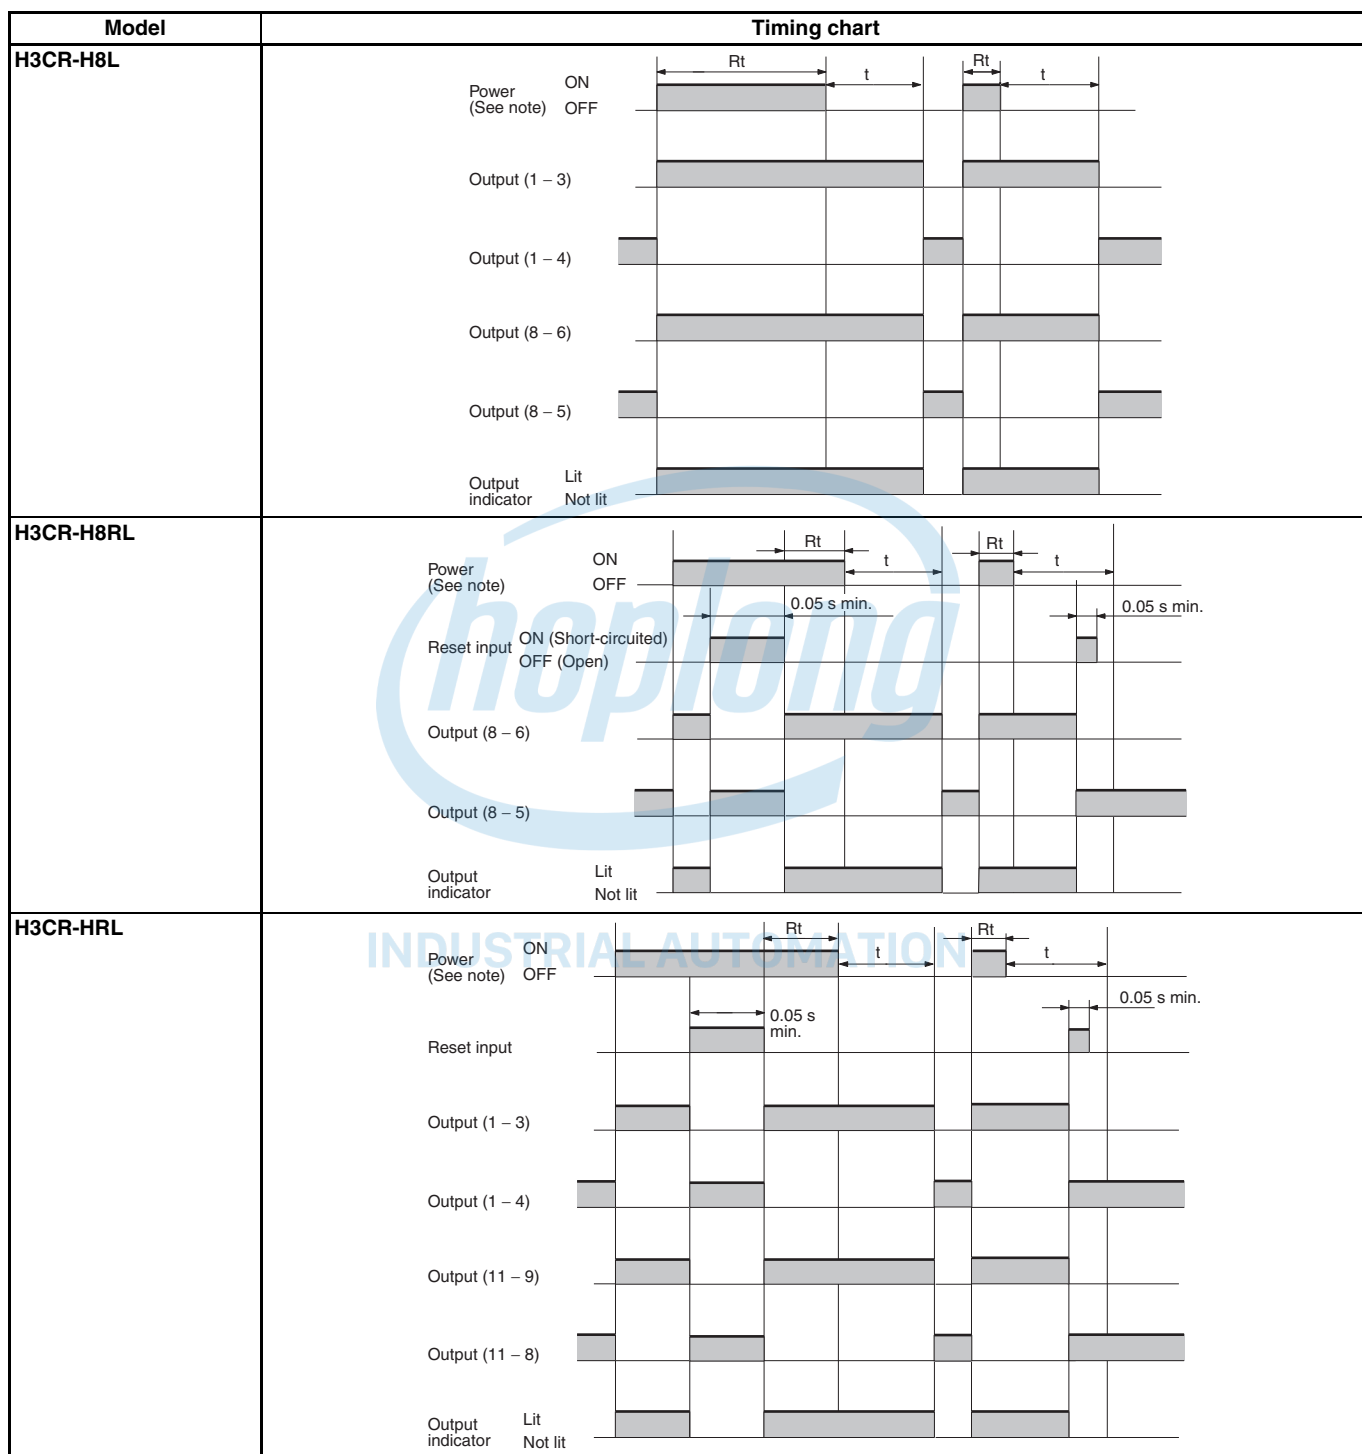 Model Timing chart
H3CR-H8L
Rt t Rt t
Power ON
(See note) OFF
Output (1 – 3)
Output (1 – 4)
Output (8 – 6)
Output (8 – 5)
Output Lit
indicator Not lit
H3CR-H8RL
Rt t Rt t
Power ON
(See note) OFF
0.05 s min. 0.05 s min.
Reset input ON (Short-circuited)
OFF (Open)
hoplong
Output (8 – 6)
Output (8 – 5)
Output Lit
indicator Not lit
H3CR-HRL
INDUSTRIAL AUTOMATION
Rt t Rt t
Power ON
(See note) OFF
0.05 s 0.05 s min.
min.
Reset input
Output (1 – 3)
Output (1 – 4)
Output (11 – 9)
Output (11 – 8)
Output Lit
indicator Not lit